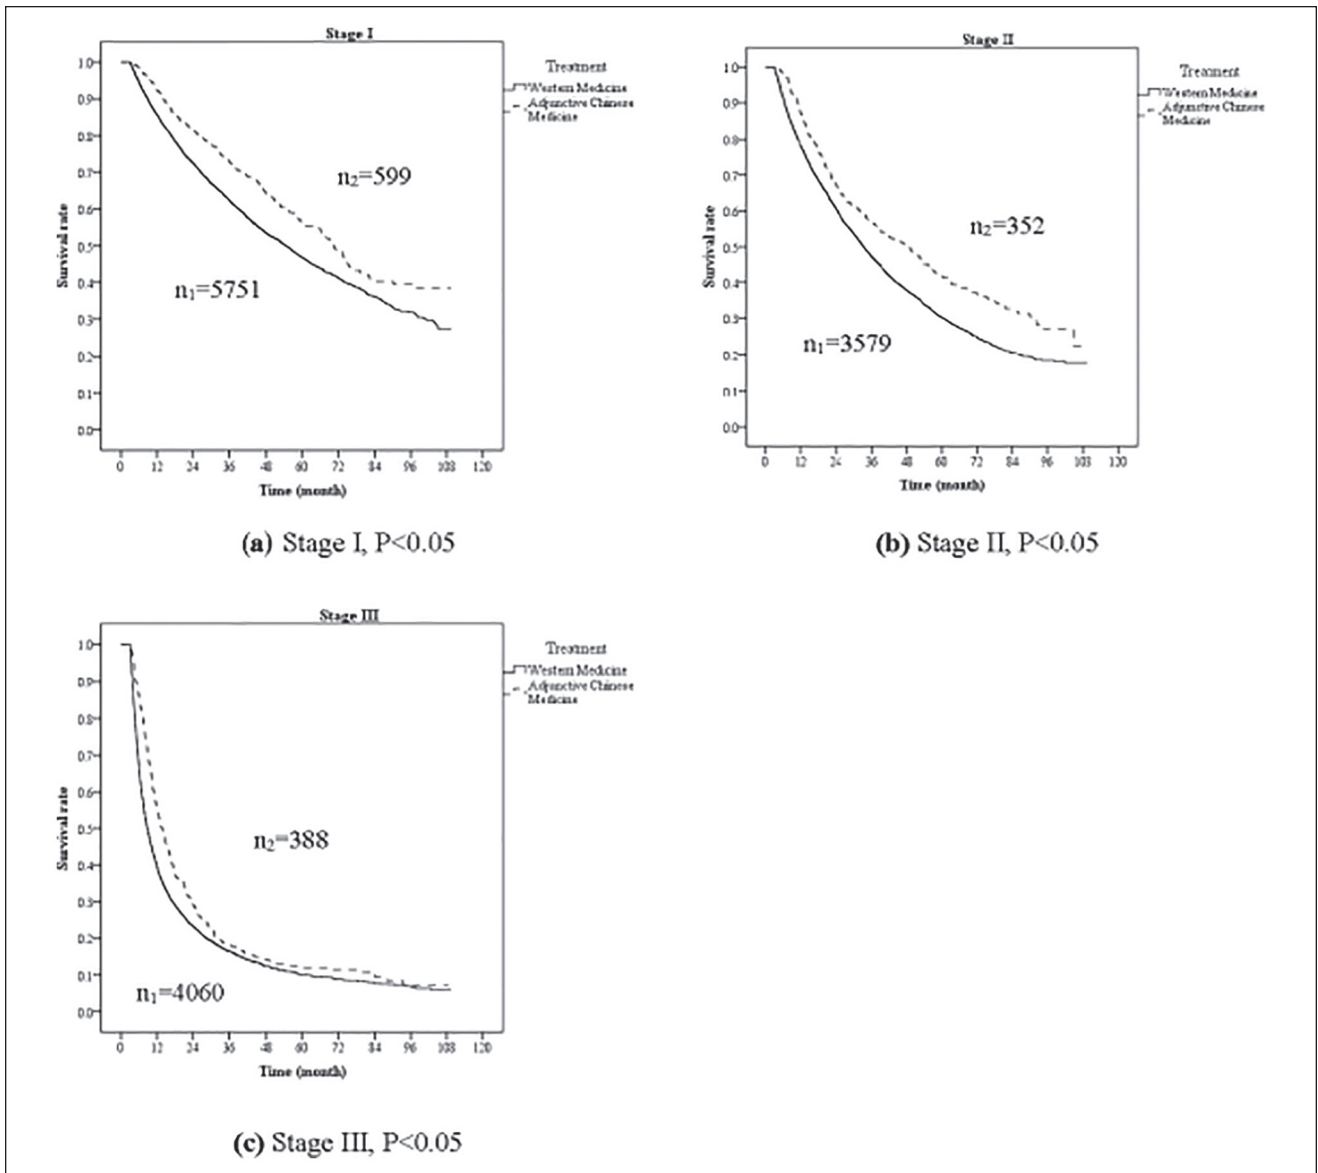 Stage I
Treatment
Western Medicine
Adjunctive Chinese
Medicine
1.0
0.9
0.8
0.7
0.6
0.5
0.4
0.3
0.2
0.1
0.0
Survival rate
n₂=599
n₁=5751
0 12 24 36 48 60 72 84 96 108 120
Time (month)
(a) Stage I, P<0.05
Stage II
Treatment
Western Medicine
Adjunctive Chinese
Medicine
1.0
0.9
0.8
0.7
0.6
0.5
0.4
0.3
0.2
0.1
0.0
Survival rate
n₂=352
n₁=3579
0 12 24 36 48 60 72 84 96 108 120
Time (month)
(b) Stage II, P<0.05
Stage III
Treatment
Western Medicine
Adjunctive Chinese
Medicine
1.0
0.9
0.8
0.7
0.6
0.5
0.4
0.3
0.2
0.1
0.0
Survival rate
n₂=388
n₁=4060
0 12 24 36 48 60 72 84 96 108 120
Time (month)
(c) Stage III, P<0.05